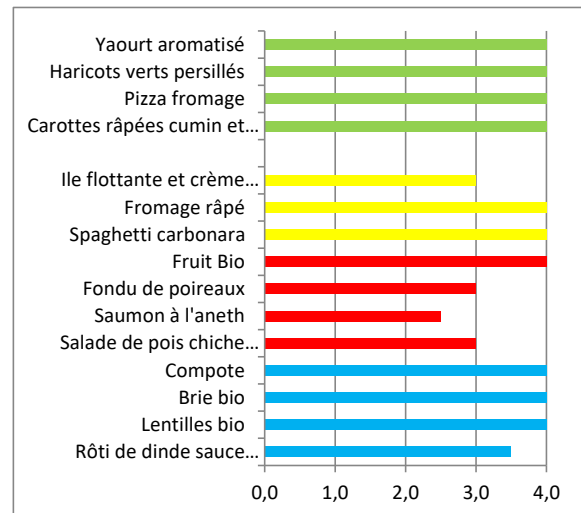 Yaourt aromatisé
Haricots verts persillés
Pizza fromage
Carottes râpées cumin et...
Ile flottante et crème...
Fromage râpé
Spaghetti carbonara
Fruit Bio
Fondu de poireaux
Saumon à l'aneth
Salade de pois chiche...
Compote
Brie bio
Lentilles bio
Rôti de dinde sauce...
0,0 1,0 2,0 3,0 4,0